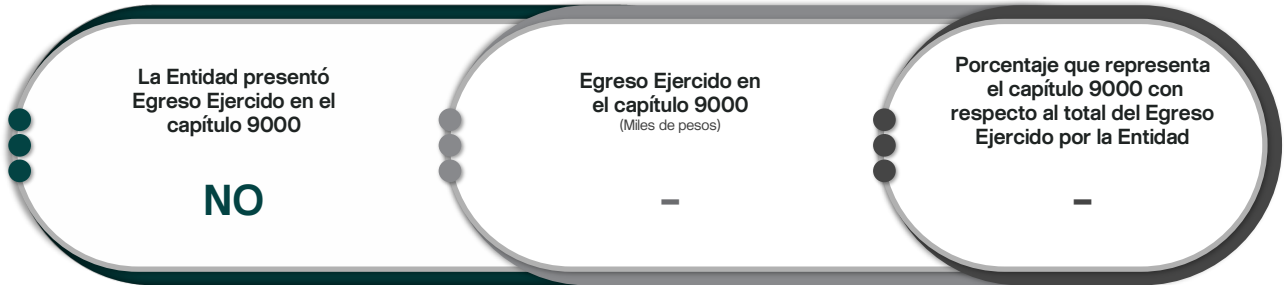 La Entidad presentó
Egreso Ejercido en el
capítulo 9000
NO
Egreso Ejercido en
el capítulo 9000
(Miles de pesos)
–
Porcentaje que representa
el capítulo 9000 con
respecto al total del Egreso
Ejercido por la Entidad
–